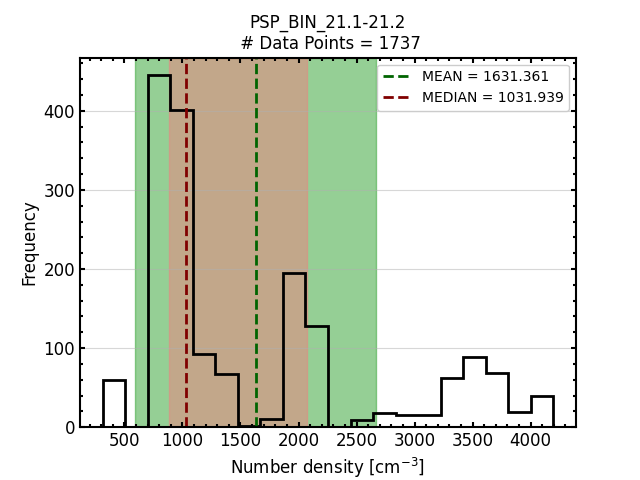 PSP_BIN_21.1-21.2
# Data Points = 1737
MEAN = 1631.361
MEDIAN = 1031.939
Frequency
400
300
200
100
0
500 1000 1500 2000 2500 3000 3500 4000
Number density [cm⁻³]